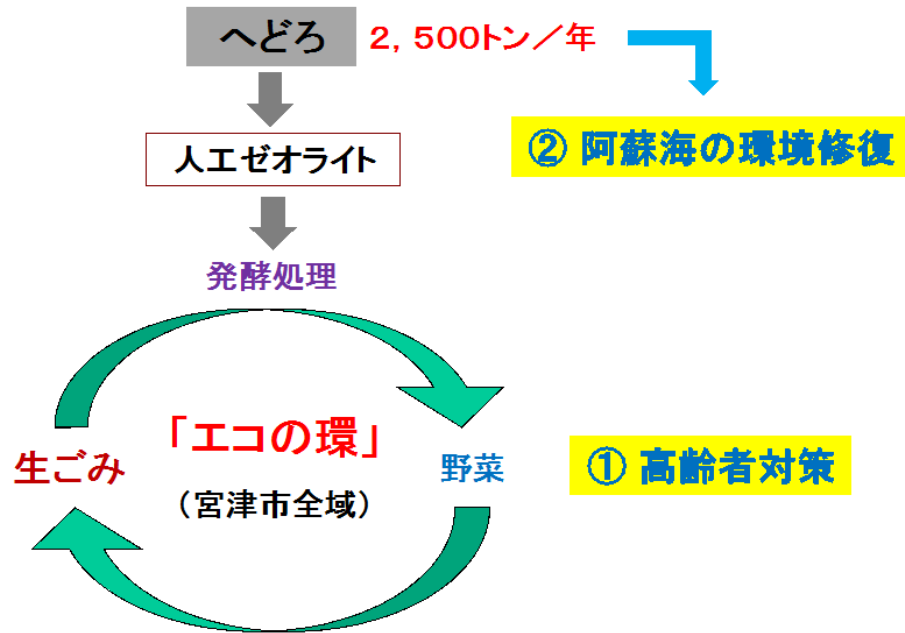 へどろ 2,500トン/年
人工ゼオライト
② 阿蘇海の環境修復
発酵処理
「エコの環」
生ごみ
野菜
① 高齢者対策
(宮津市全域)